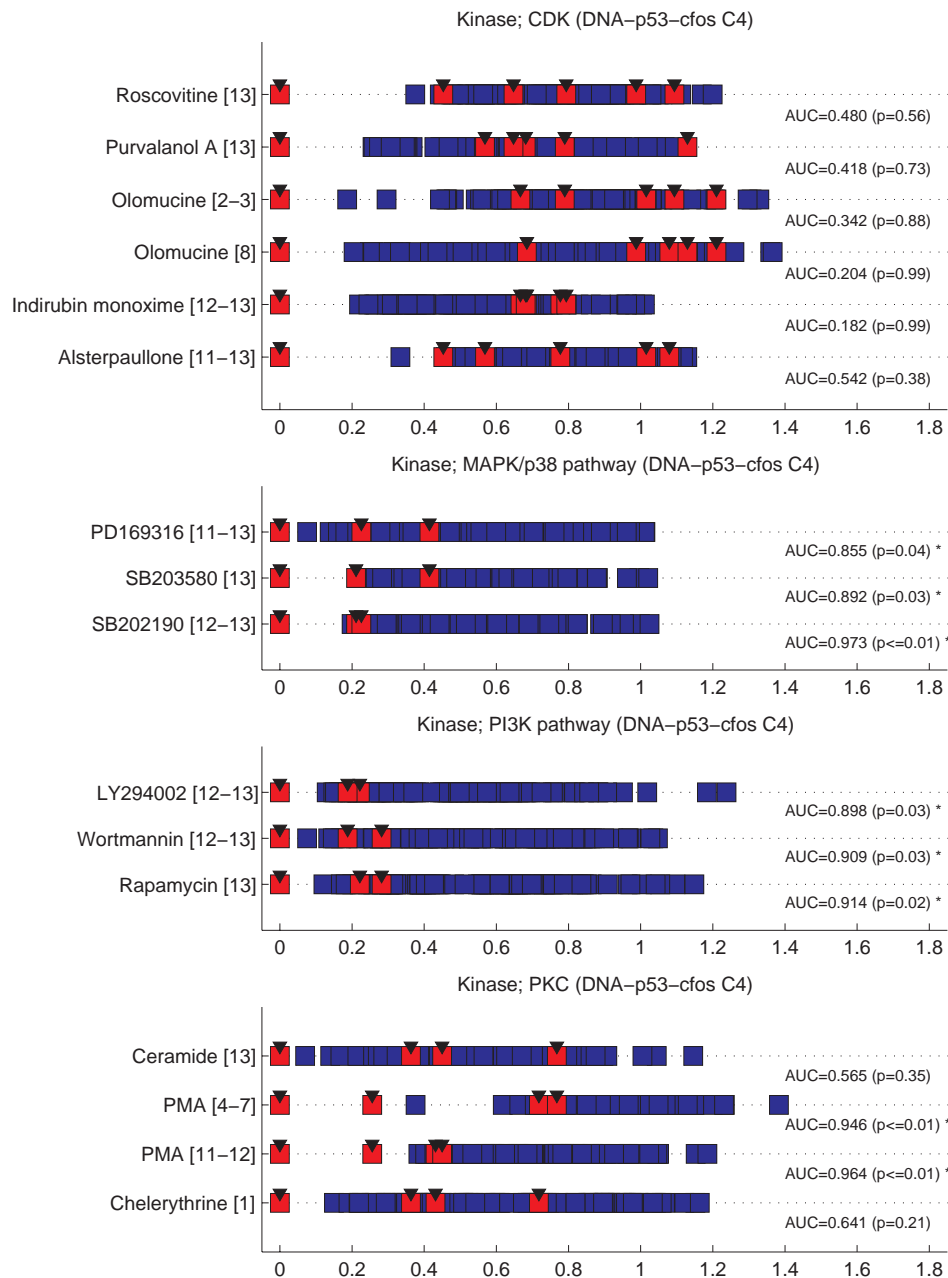 Kinase; CDK (DNA−p53−cfos C4)
Roscovitine [13]
AUC=0.480 (p=0.56)
Purvalanol A [13]
AUC=0.418 (p=0.73)
Olomucine [2−3]
AUC=0.342 (p=0.88)
Olomucine [8]
AUC=0.204 (p=0.99)
Indirubin monoxime [12−13]
AUC=0.182 (p=0.99)
Alsterpaullone [11−13]
AUC=0.542 (p=0.38)
0 0.2 0.4 0.6 0.8 1 1.2 1.4 1.6 1.8
Kinase; MAPK/p38 pathway (DNA−p53−cfos C4)
PD169316 [11−13]
AUC=0.855 (p=0.04) *
SB203580 [13]
AUC=0.892 (p=0.03) *
SB202190 [12−13]
AUC=0.973 (p<=0.01) *
0 0.2 0.4 0.6 0.8 1 1.2 1.4 1.6 1.8
Kinase; PI3K pathway (DNA−p53−cfos C4)
LY294002 [12−13]
AUC=0.898 (p=0.03) *
Wortmannin [12−13]
AUC=0.909 (p=0.03) *
Rapamycin [13]
AUC=0.914 (p=0.02) *
0 0.2 0.4 0.6 0.8 1 1.2 1.4 1.6 1.8
Kinase; PKC (DNA−p53−cfos C4)
Ceramide [13]
AUC=0.565 (p=0.35)
PMA [4−7]
AUC=0.946 (p<=0.01) *
PMA [11−12]
AUC=0.964 (p<=0.01) *
Chelerythrine [1]
AUC=0.641 (p=0.21)
0 0.2 0.4 0.6 0.8 1 1.2 1.4 1.6 1.8